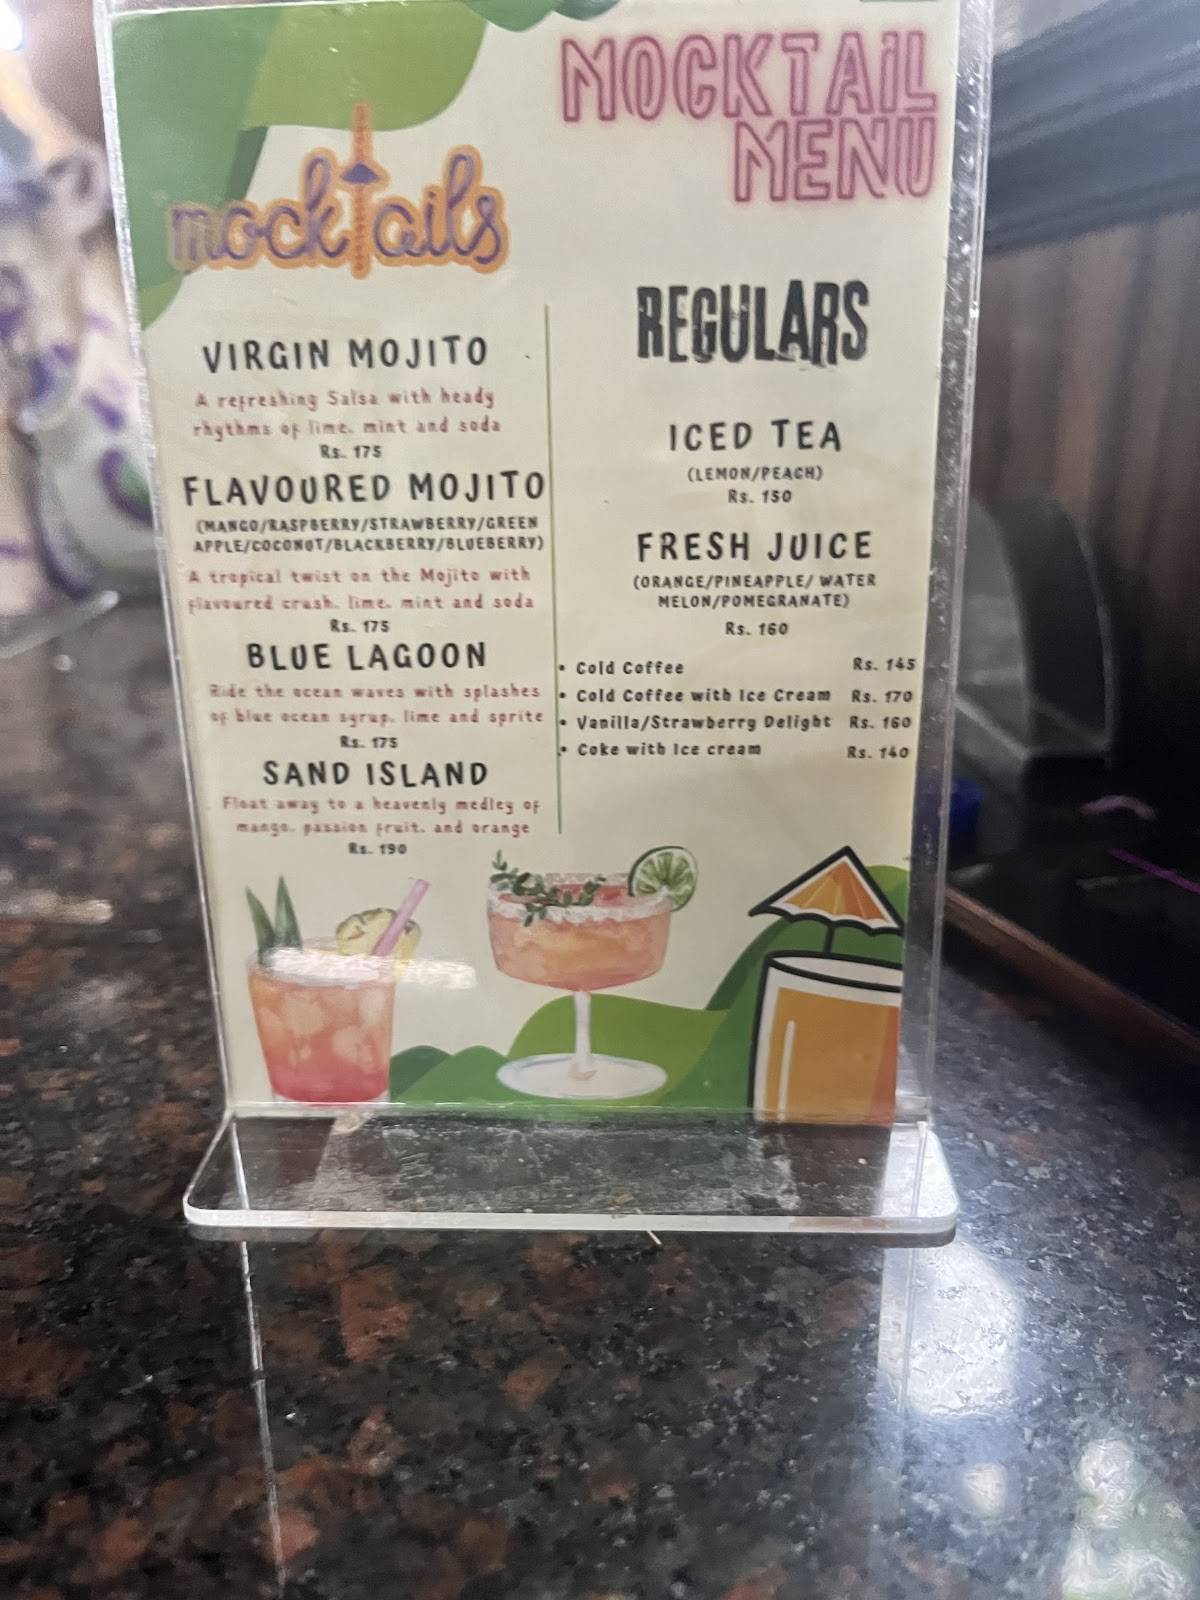 MOCKTAIL
MENU
mocktails
VIRGIN MOJITO
A refreshing Salsa with heady
rhythms of lime. mint and soda
Rs. 175
FLAVOURED MOJITO
(MANGO/RASPBERRY/STRAWBERRY/GREEN
APPLE/COCONUT/BLACKBERRY/BLUEBERRY)
A tropical twist on the Mojito with
flavoured crush. lime. mint and soda
Rs. 175
BLUE LAGOON
Ride the ocean waves with splashes
of blue ocean syrup. lime and sprite
Rs. 175
SAND ISLAND
Float away to a heavenly medley of
mango. passion fruit. and orange
Rs. 190
REGULARS
ICED TEA
(LEMON/PEACH)
Rs. 150
FRESH JUICE
(ORANGE/PINEAPPLE/ WATER
MELON/POMEGRANATE)
Rs. 160
• Cold Coffee Rs. 145
• Cold Coffee with Ice Cream Rs. 170
• Vanilla/Strawberry Delight Rs. 160
• Coke with Ice cream Rs. 140